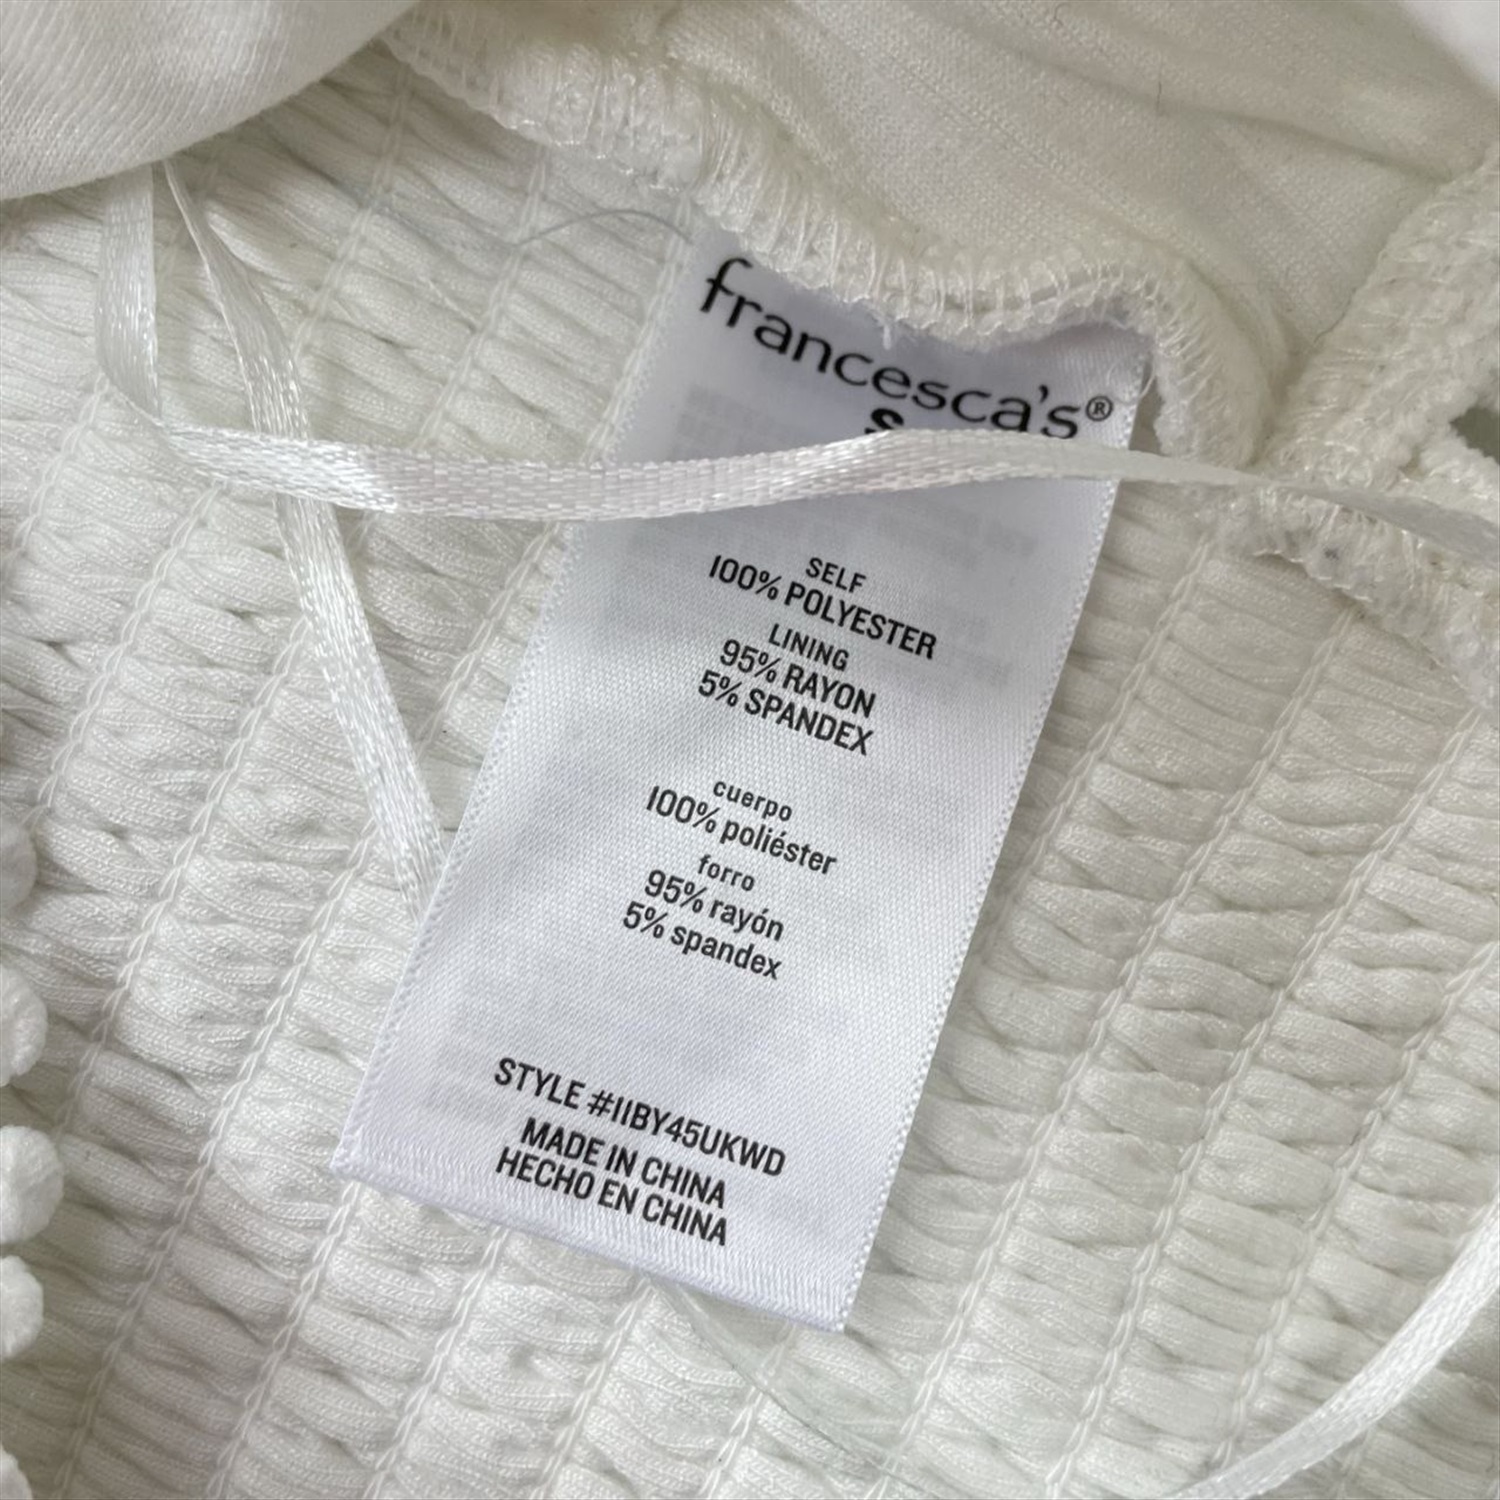 francesca's®
S
SELF
100% POLYESTER
LINING
95% RAYON
5% SPANDEX
cuerpo
100% poliéster
forro
95% rayón
5% spandex
STYLE #11BY45UKWD
MADE IN CHINA
HECHO EN CHINA